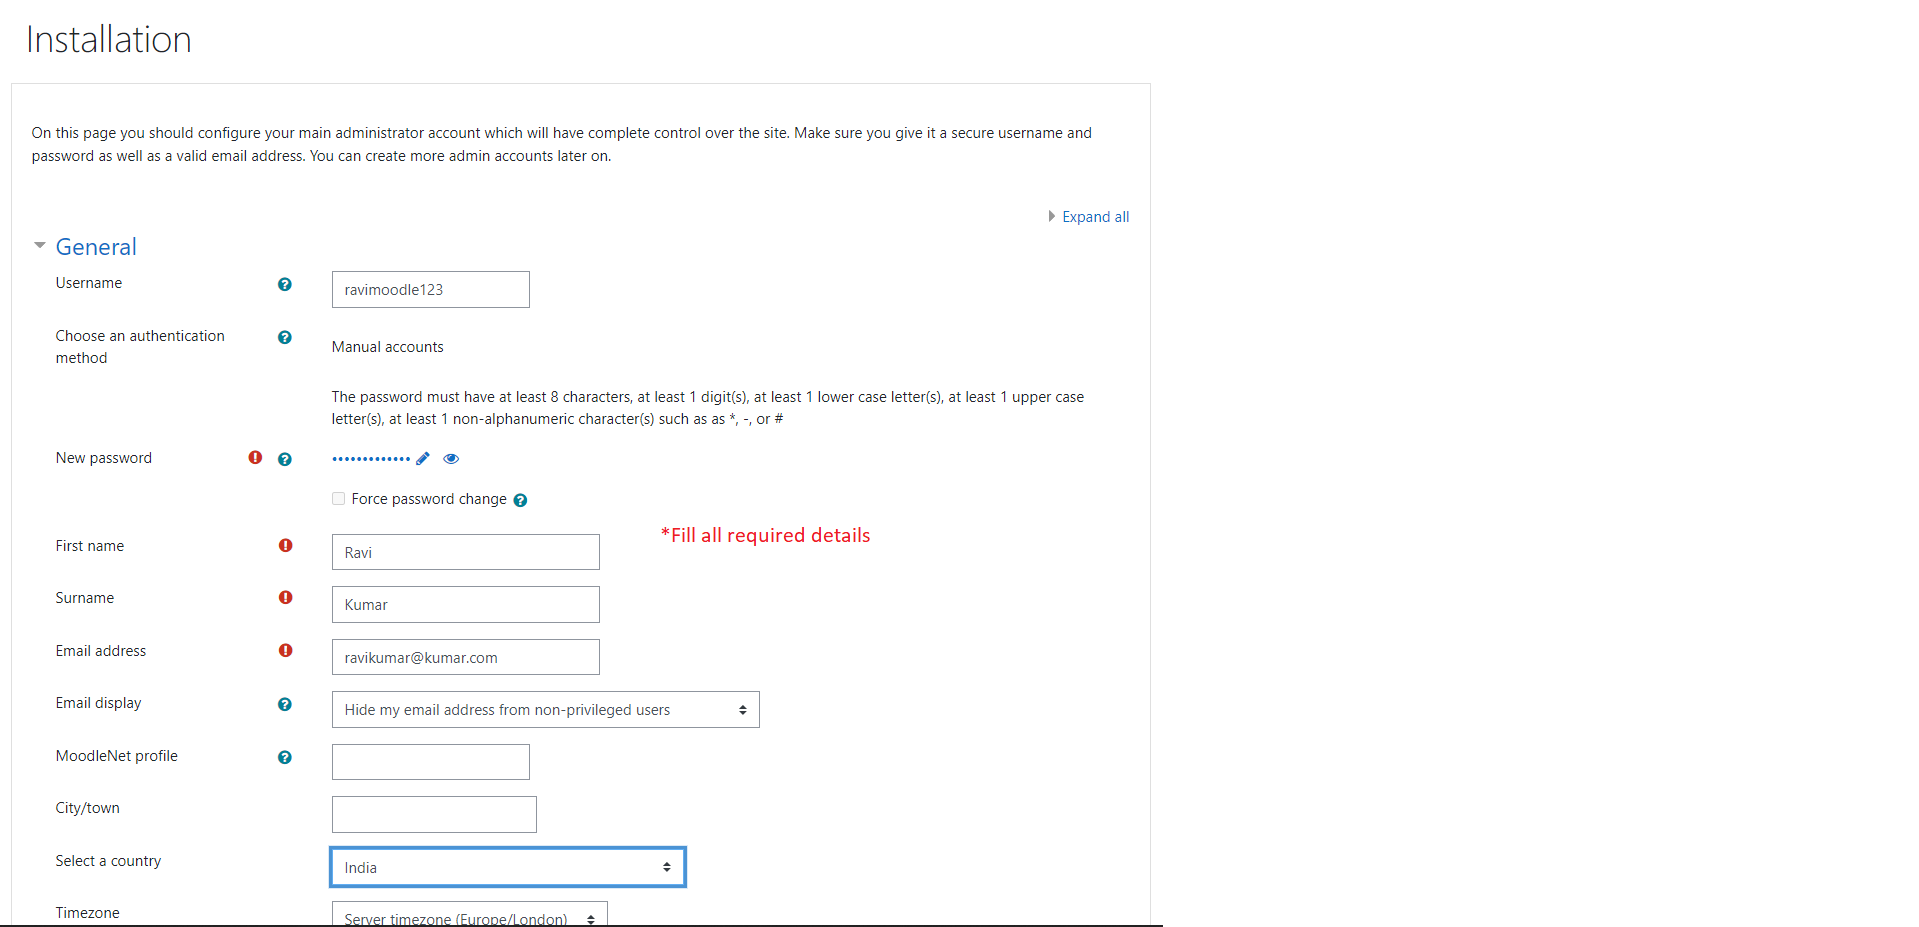 Installation
On this page you should configure your main administrator account which will have complete control over the site. Make sure you give it a secure username and
password as well as a valid email address. You can create more admin accounts later on.
Expand all
General
Username
ravimoodle123
Choose an authentication
method
Manual accounts
The password must have at least 8 characters, at least 1 digit(s), at least 1 lower case letter(s), at least 1 upper case
letter(s), at least 1 non-alphanumeric character(s) such as as *, -, or #
New password
•••••••••••••
Force password change
*Fill all required details
First name
Ravi
Surname
Kumar
Email address
ravikumar@kumar.com
Email display
Hide my email address from non-privileged users
MoodleNet profile
City/town
Select a country
India
Timezone
Server timezone (Europe/London)